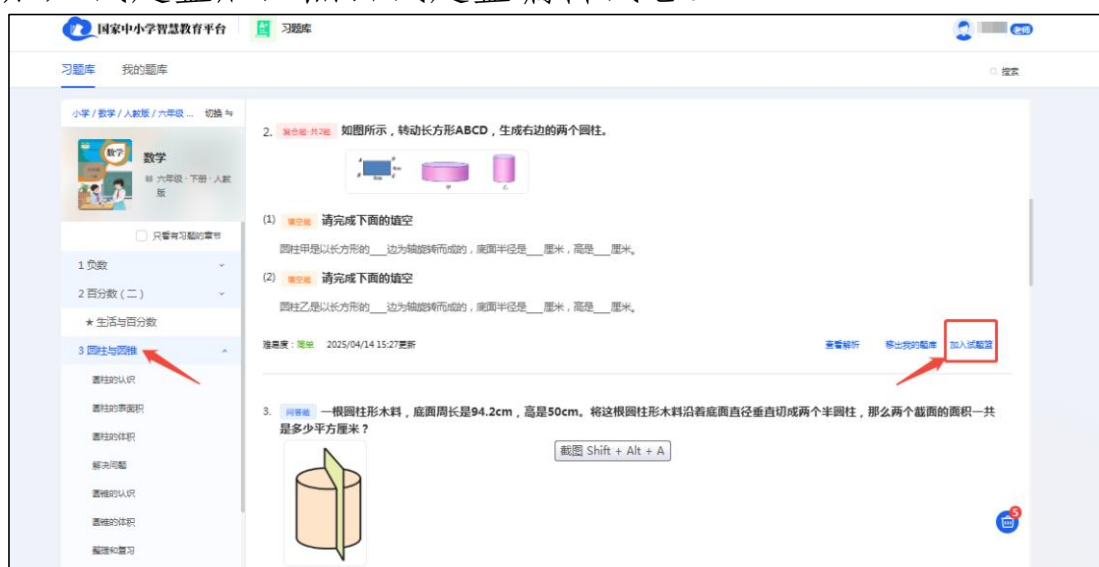 国家中小学智慧教育平台 习题库 老师
习题库 我的题库 搜索
小学 / 数学 / 人教版 / 六年级 ... 切换
数学
数学
六年级 · 下册 · 人教
版
只看有习题的章节
1 负数
2 百分数（二）
★ 生活与百分数
3 圆柱与圆锥
圆柱的认识
圆柱的表面积
圆柱的体积
解决问题
圆锥的认识
圆锥的体积
整理和复习
2. 复合题·共2题 如图所示，转动长方形ABCD，生成右边的两个圆柱。
甲 乙
(1) 填空题 请完成下面的填空
圆柱甲是以长方形的___边为轴旋转而成的，底面半径是___厘米，高是___厘米。
(2) 填空题 请完成下面的填空
圆柱乙是以长方形的___边为轴旋转而成的，底面半径是___厘米，高是___厘米。
难易度：简单 2025/04/14 15:27更新 查看解析 移出我的题库 加入试题篮
3. 问答题 一根圆柱形木料，底面周长是94.2cm，高是50cm。将这根圆柱形木料沿着底面直径垂直切成两个半圆柱，那么两个截面的面积一共
是多少平方厘米？
截图 Shift + Alt + A
5